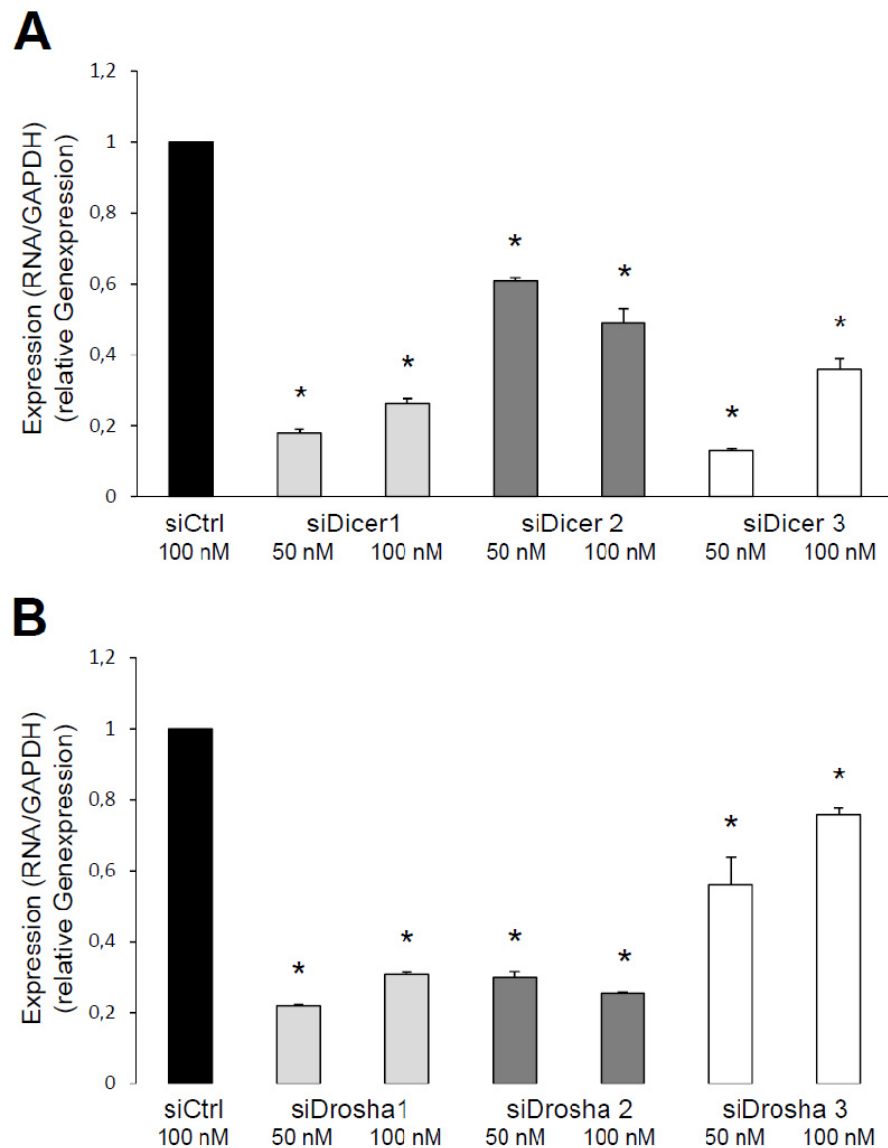 A
Expression (RNA/GAPDH)
(relative Genexpression)
1,2
1
0,8
0,6
0,4
0,2
0
*
*
*
*
*
*
siCtrl siDicer1 siDicer 2 siDicer 3
100 nM 50 nM 100 nM 50 nM 100 nM 50 nM 100 nM
B
Expression (RNA/GAPDH)
(relative Genexpression)
1,2
1
0,8
0,6
0,4
0,2
0
*
*
*
*
*
*
siCtrl siDrosha1 siDrosha 2 siDrosha 3
100 nM 50 nM 100 nM 50 nM 100 nM 50 nM 100 nM